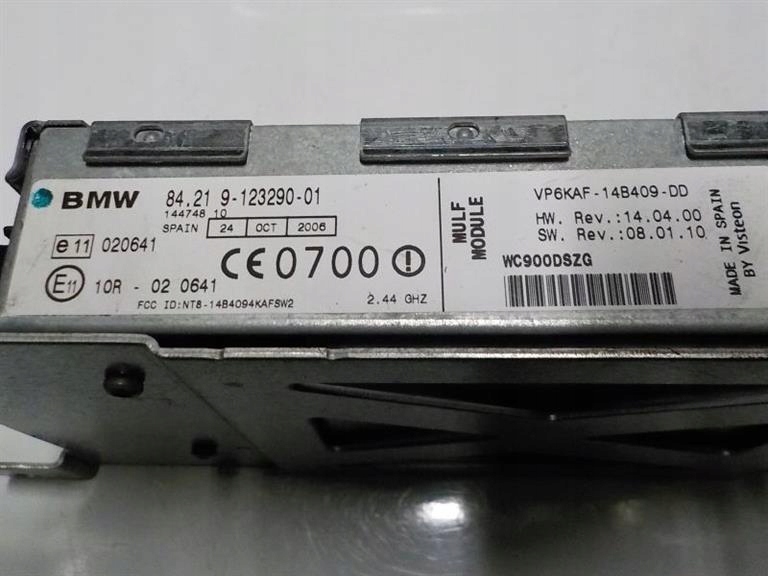 BMW 84.21 9-123290-01
144748 10
SPAIN 24 OCT 2006
e 11 020641
CE0700
E11 10R - 02 0641
FCC ID:NT8-14B4094KAFSW2 2.44 GHZ
MULF
MODULE
VP6KAF-14B409-DD
HW. Rev.:14.04.00
SW. Rev.:08.01.10
WC900DSZG
MADE IN SPAIN
BY Visteon